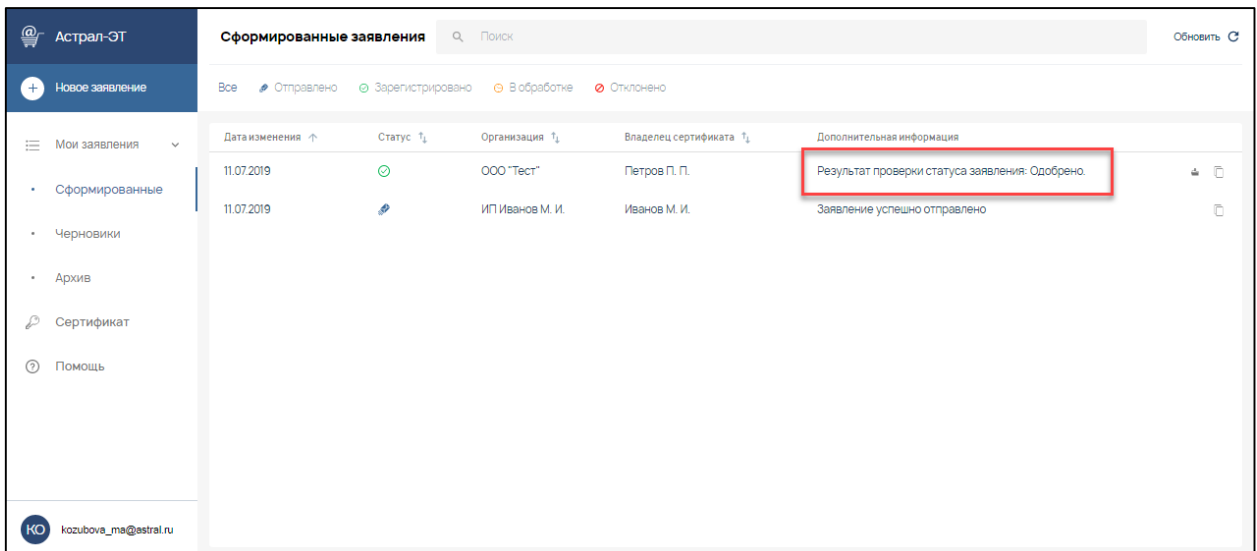 Астрал-ЭТ
Сформированные заявления
Поиск
Обновить
Новое заявление
Все Отправлено Зарегистрировано В обработке Отклонено
Мои заявления
Дата изменения Статус Организация Владелец сертификата Дополнительная информация
11.07.2019 ООО "Тест" Петров П. П. Результат проверки статуса заявления: Одобрено.
Сформированные
11.07.2019 ИП Иванов М. И. Иванов М. И. Заявление успешно отправлено
Черновики
Архив
Сертификат
Помощь
KO kozubova_ma@astral.ru